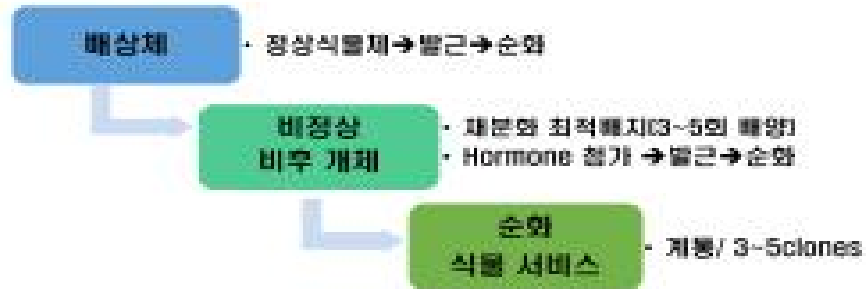 배상체
· 정상식물체➔발근➔순화
비정상
비후 개체
· 재분화 최적배지(3~5회 배양)
· Hormone 첨가 ➔발근➔순화
순화
식물 서비스
· 계통/ 3~5clones